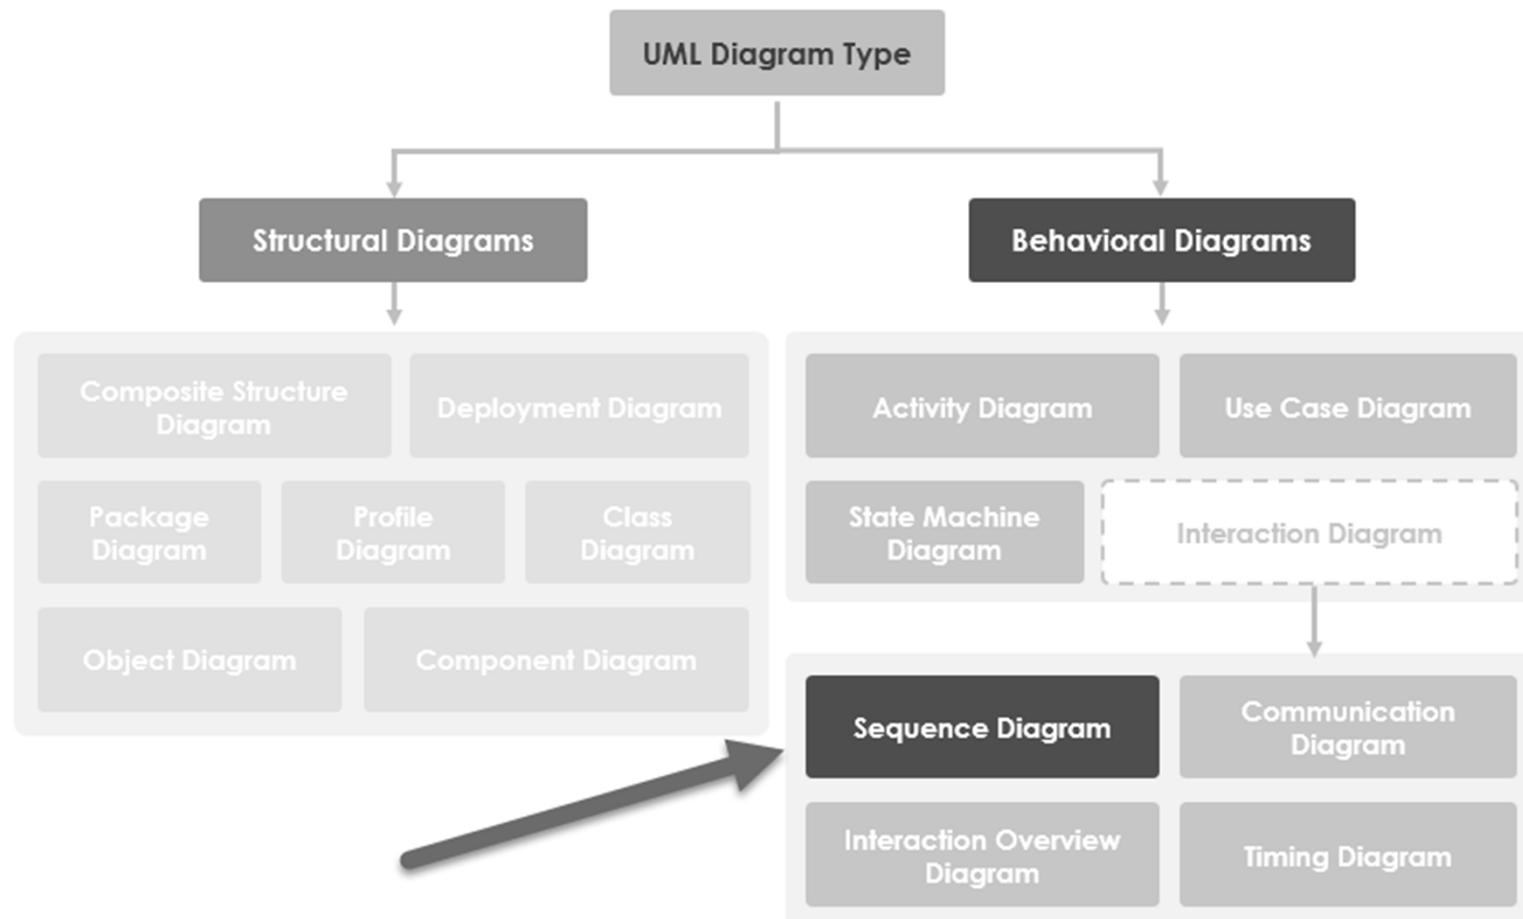 UML Diagram Type
Structural Diagrams
Behavioral Diagrams
Composite Structure
Diagram
Deployment Diagram
Package
Diagram
Profile
Diagram
Class
Diagram
Object Diagram
Component Diagram
Activity Diagram
Use Case Diagram
State Machine
Diagram
Interaction Diagram
Sequence Diagram
Communication
Diagram
Interaction Overview
Diagram
Timing Diagram